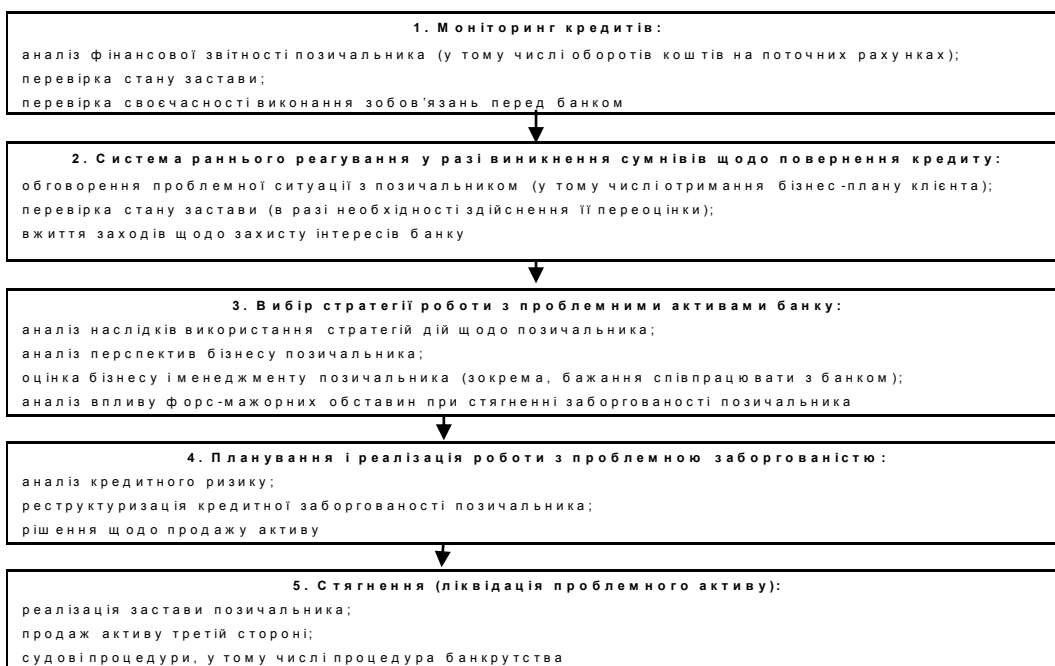 1. Моніторинг кредитів:
аналіз фінансової звітності позичальника (у тому числі оборотів коштів на поточних рахунках);
перевірка стану застави;
перевірка своєчасності виконання зобов'язань перед банком
2. Система раннього реагування у разі виникнення сумнівів щодо повернення кредиту:
обговорення проблемної ситуації з позичальником (у тому числі отримання бізнес-плану клієнта);
перевірка стану застави (в разі необхідності здійснення її переоцінки);
вжиття заходів щодо захисту інтересів банку
3. Вибір стратегії роботи з проблемними активами банку:
аналіз наслідків використання стратегій дій щодо позичальника;
аналіз перспектив бізнесу позичальника;
оцінка бізнесу і менеджменту позичальника (зокрема, бажання співпрацювати з банком);
аналіз впливу форс-мажорних обставин при стягненні заборгованості позичальника
4. Планування і реалізація роботи з проблемною заборгованістю:
аналіз кредитного ризику;
реструктуризація кредитної заборгованості позичальника;
рішення щодо продажу активу
5. Стягнення (ліквідація проблемного активу):
реалізація застави позичальника;
продаж активу третій стороні;
судові процедури, у тому числі процедура банкрутства